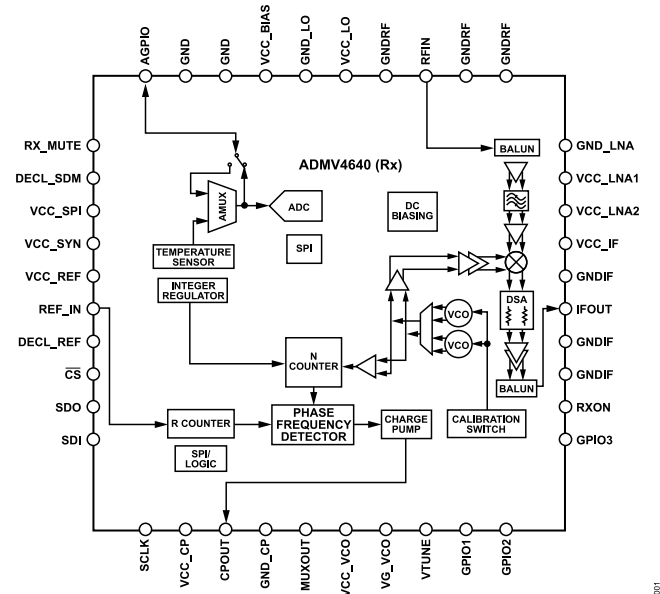 AGPIO
GND
GND
VCC_BIAS
GND_LO
VCC_LO
GNDRF
RFIN
GNDRF
GNDRF
RX_MUTE
DECL_SDM
VCC_SPI
VCC_SYN
VCC_REF
REF_IN
DECL_REF
CS
SDO
SDI
GND_LNA
VCC_LNA1
VCC_LNA2
VCC_IF
GNDIF
IFOUT
GNDIF
GNDIF
RXON
GPIO3
ADMV4640 (Rx)
BALUN
AMUX
ADC
DC
BIASING
SPI
TEMPERATURE
SENSOR
INTEGER
REGULATOR
DSA
VCO
VCO
N
COUNTER
BALUN
R COUNTER
PHASE
FREQUENCY
DETECTOR
CHARGE
PUMP
CALIBRATION
SWITCH
SPI/
LOGIC
SCLK
VCC_CP
CPOUT
GND_CP
MUXOUT
VCC_VCO
VG_VCO
VTUNE
GPIO1
GPIO2
001